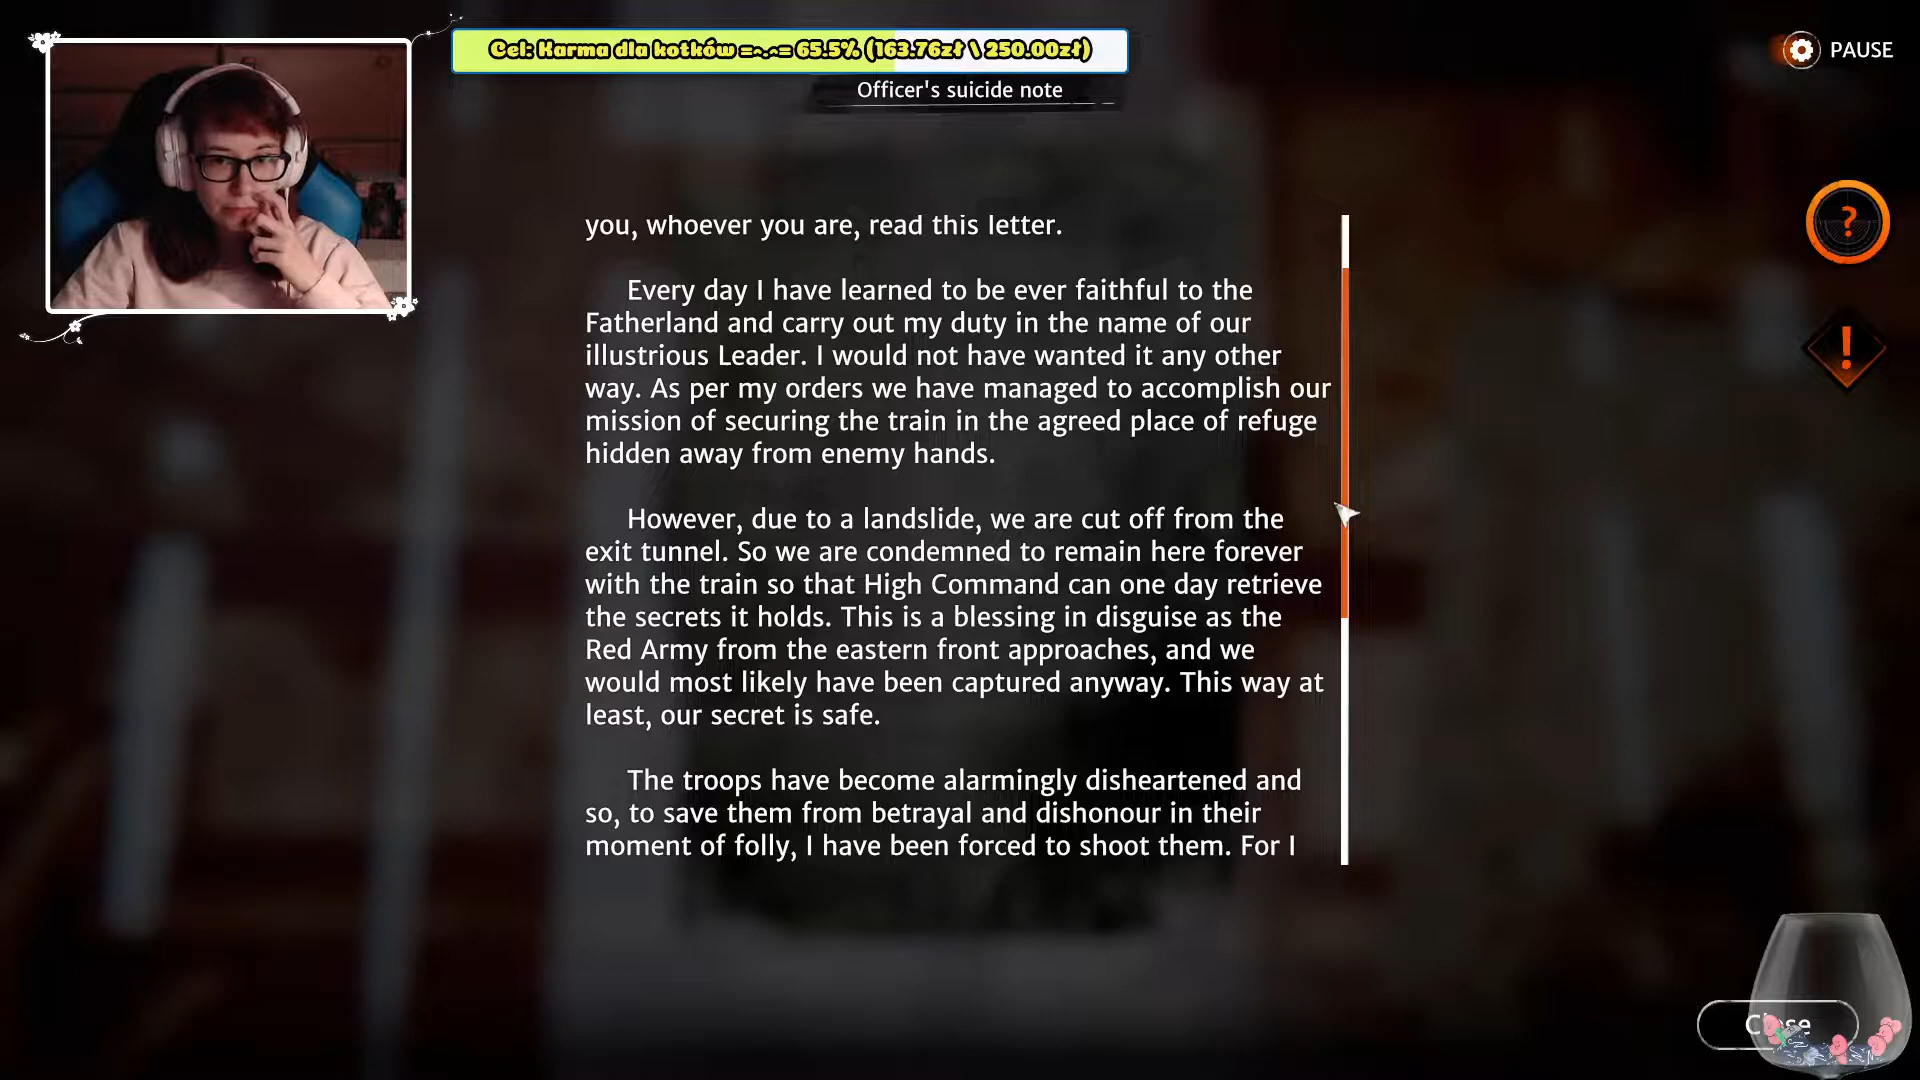 Cel: Karma dla kotków =^.^= 65.5% (163.76zł \ 250.00zł)
PAUSE
Officer's suicide note
you, whoever you are, read this letter.
Every day I have learned to be ever faithful to the
Fatherland and carry out my duty in the name of our
illustrious Leader. I would not have wanted it any other
way. As per my orders we have managed to accomplish our
mission of securing the train in the agreed place of refuge
hidden away from enemy hands.
However, due to a landslide, we are cut off from the
exit tunnel. So we are condemned to remain here forever
with the train so that High Command can one day retrieve
the secrets it holds. This is a blessing in disguise as the
Red Army from the eastern front approaches, and we
would most likely have been captured anyway. This way at
least, our secret is safe.
The troops have become alarmingly disheartened and
so, to save them from betrayal and dishonour in their
moment of folly, I have been forced to shoot them. For I
?
!
Close